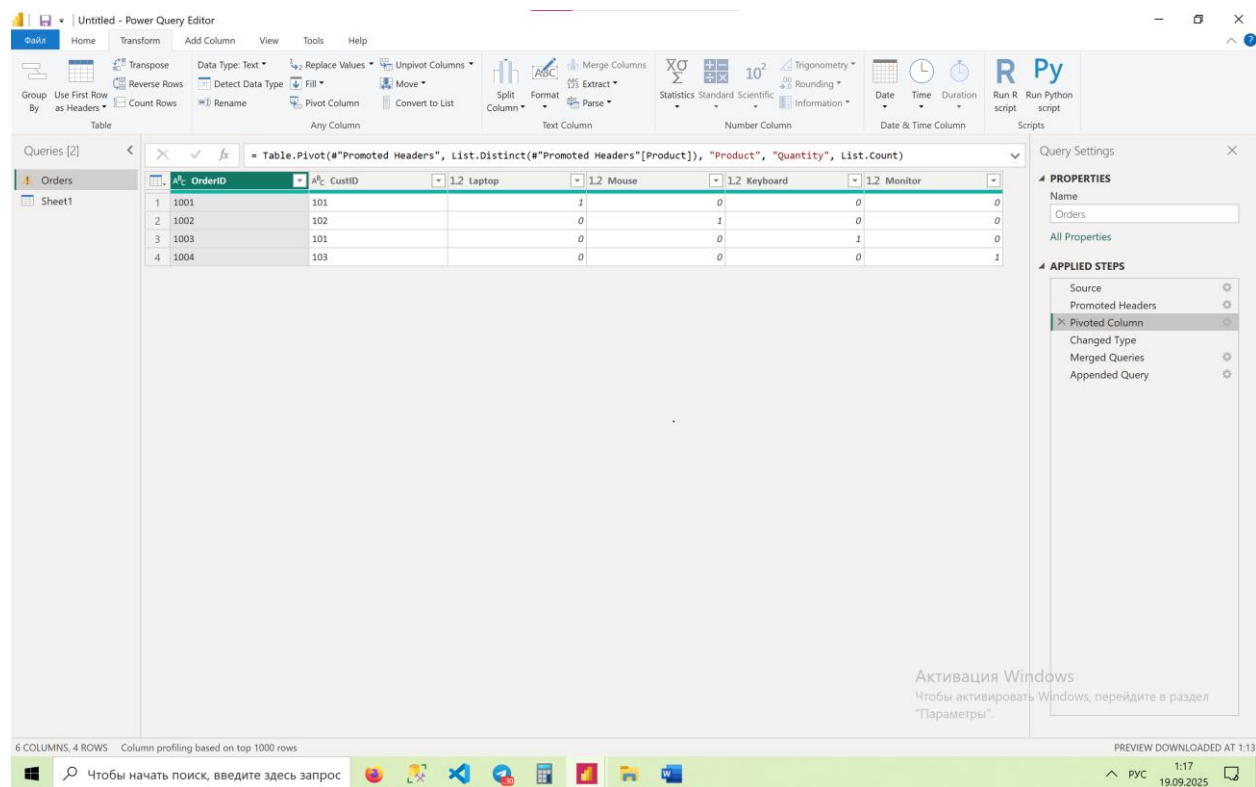 Untitled - Power Query Editor
Файл Home Transform Add Column View Tools Help
Group By
Use First Row as Headers
Transpose
Reverse Rows
Count Rows
Table
Data Type: Text
Detect Data Type
Rename
Replace Values
Fill
Pivot Column
Unpivot Columns
Move
Convert to List
Any Column
Split Column
ABC
Format
Merge Columns
Extract
Parse
Text Column
Statistics
Standard
10²
Scientific
Trigonometry
Rounding
Information
Number Column
Date
Time
Duration
Date & Time Column
R
Run R script
Py
Run Python script
Scripts
Queries [2]
Orders
Sheet1
fx = Table.Pivot(#"Promoted Headers", List.Distinct(#"Promoted Headers"[Product]), "Product", "Quantity", List.Count)
ABC OrderID ABC CustID 1.2 Laptop 1.2 Mouse 1.2 Keyboard 1.2 Monitor
1 1001 101 1 0 0 0
2 1002 102 0 1 0 0
3 1003 101 0 0 1 0
4 1004 103 0 0 0 1
Query Settings
PROPERTIES
Name
Orders
All Properties
APPLIED STEPS
Source
Promoted Headers
Pivoted Column
Changed Type
Merged Queries
Appended Query
Активация Windows
Чтобы активировать Windows, перейдите в раздел
"Параметры".
6 COLUMNS, 4 ROWS Column profiling based on top 1000 rows
PREVIEW DOWNLOADED AT 1:13
Чтобы начать поиск, введите здесь запрос
30
РУС
1:17
19.09.2025